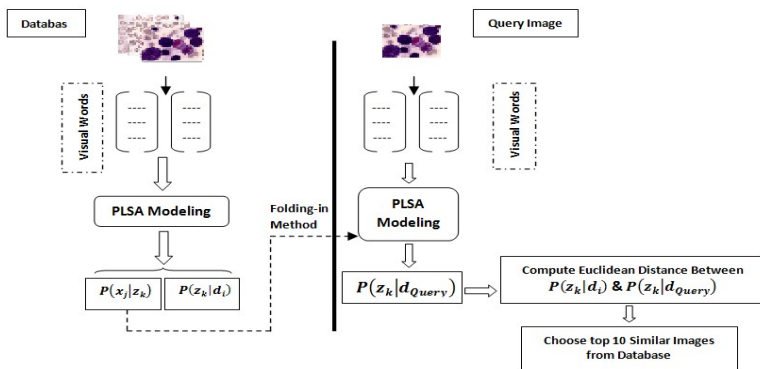 Databas
Visual Words
----  ----
----  ----
----  ----
PLSA Modeling
P(x_j|z_k)  P(z_k|d_i)
Folding-in
Method
Query Image
----  ----
----  ----
----  ----
Visual Words
PLSA
Modeling
P(z_k|d_Query)
Compute Euclidean Distance Between
P(z_k|d_i) & P(z_k|d_Query)
Choose top 10 Similar Images
from Database